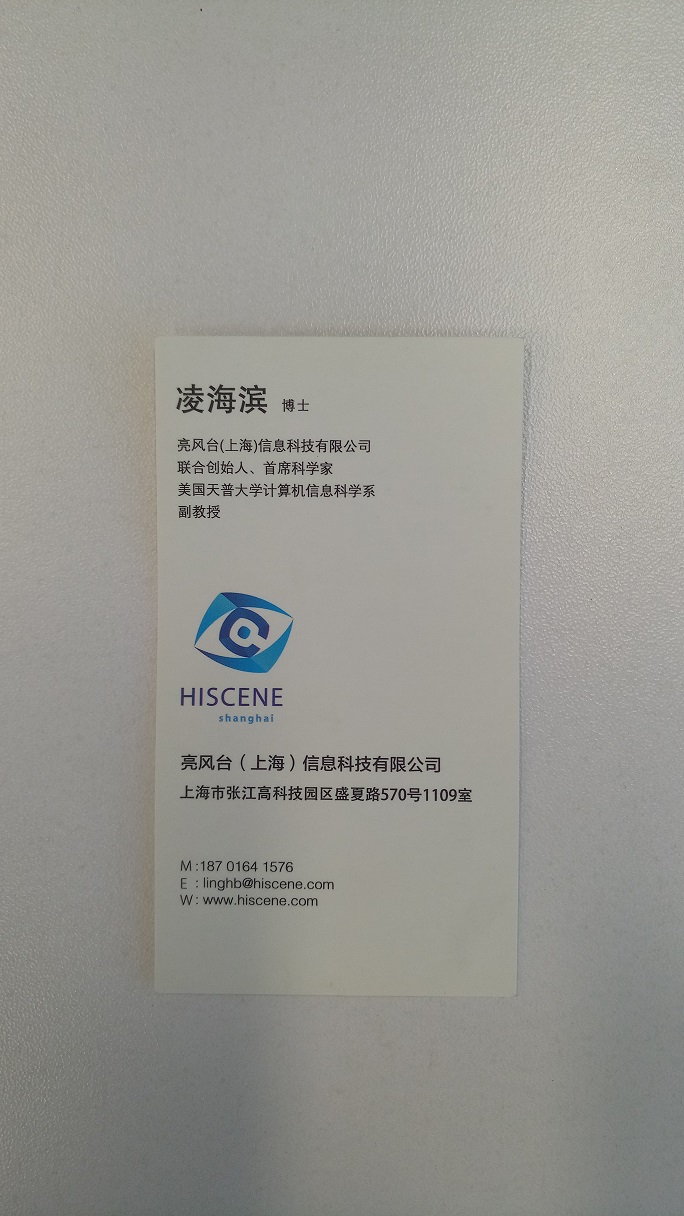 凌海滨 博士
亮风台(上海)信息科技有限公司
联合创始人、首席科学家
美国天普大学计算机信息科学系
副教授
HISCENE
shanghai
亮风台（上海）信息科技有限公司
上海市张江高科技园区盛夏路570号1109室
M :187 0164 1576
E : linghb@hiscene.com
W: www.hiscene.com